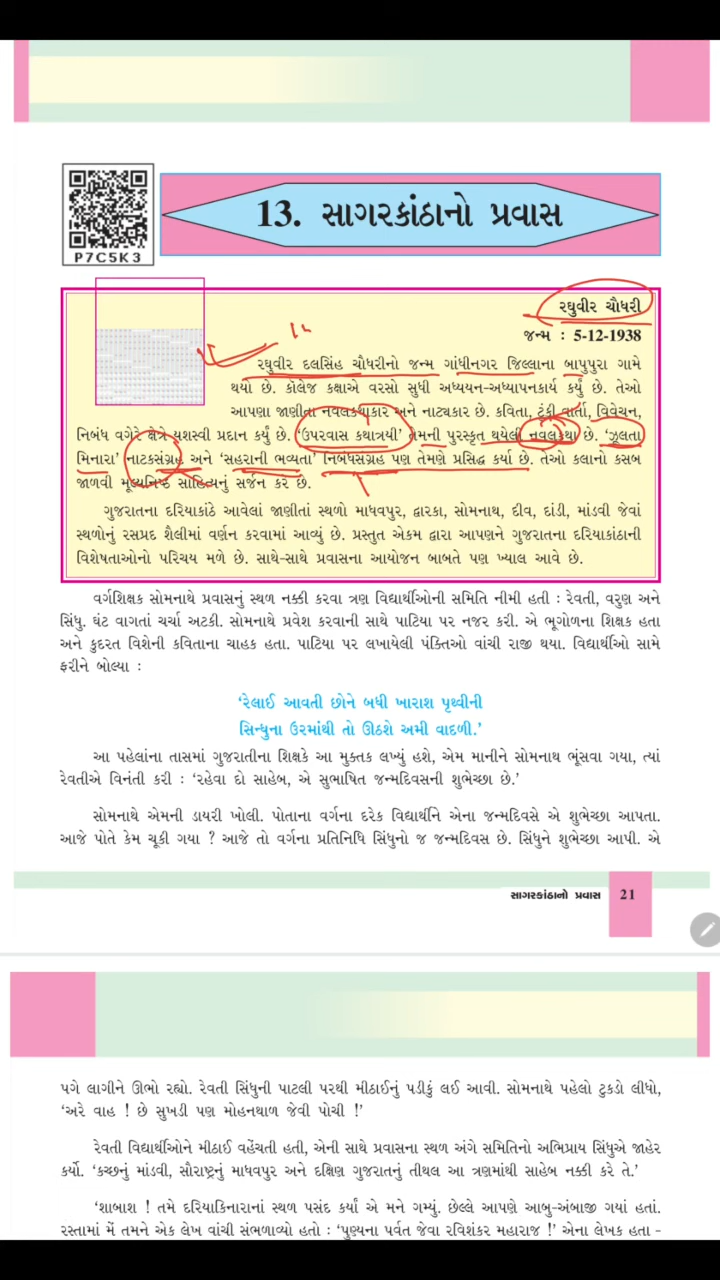 P7C5K3
13. સાગરકાંઠાનો પ્રવાસ
રઘુવીર ચૌધરી
જન્મ : 5-12-1938
રઘુવીર દલસિંહ ચૌધરીનો જન્મ ગાંધીનગર જિલ્લાના બાપુપુરા ગામે
થયો છે. કૉલેજ કક્ષાએ વરસો સુધી અધ્યયન-અધ્યાપનકાર્ય કર્યું છે. તેઓ
આપણા જાણીતા નવલકથાકાર અને નાટ્યકાર છે. કવિતા, ટૂંકી વાર્તા, વિવેચન,
નિબંધ વગેરે ક્ષેત્રે યશસ્વી પ્રદાન કર્યું છે. 'ઉપરવાસ કથાત્રયી' તેમની પુરસ્કૃત થયેલી નવલકથા છે. 'ઝૂલતા
મિનારા' નાટકસંગ્રહ અને 'સહરાની ભવ્યતા' નિબંધસંગ્રહ પણ તેમણે પ્રસિદ્ધ કર્યા છે. તેઓ કલાનો કસબ
જાળવી મૂલ્યનિષ્ઠ સાહિત્યનું સર્જન કરે છે.
ગુજરાતના દરિયાકાંઠે આવેલાં જાણીતાં સ્થળો માધવપુર, દ્વારકા, સોમનાથ, દીવ, દાંડી, માંડવી જેવાં
સ્થળોનું રસપ્રદ શૈલીમાં વર્ણન કરવામાં આવ્યું છે. પ્રસ્તુત એકમ દ્વારા આપણને ગુજરાતના દરિયાકાંઠાની
વિશેષતાઓનો પરિચય મળે છે. સાથે-સાથે પ્રવાસના આયોજન બાબતે પણ ખ્યાલ આવે છે.
વર્ગશિક્ષક સોમનાથે પ્રવાસનું સ્થળ નક્કી કરવા ત્રણ વિદ્યાર્થીઓની સમિતિ નીમી હતી : રેવતી, વરુણ અને
સિંધુ. ઘંટ વાગતાં ચર્ચા અટકી. સોમનાથે પ્રવેશ કરવાની સાથે પાટિયા પર નજર કરી. એ ભૂગોળના શિક્ષક હતા
અને કુદરત વિશેની કવિતાના ચાહક હતા. પાટિયા પર લખાયેલી પંક્તિઓ વાંચી રાજી થયા. વિદ્યાર્થીઓ સામે
ફરીને બોલ્યા :
'રેલાઈ આવતી છોને બધી ખારાશ પૃથ્વીની
સિન્ધુના ઉરમાંથી તો ઊઠશે અમી વાદળી.'
આ પહેલાંના તાસમાં ગુજરાતીના શિક્ષકે આ મુક્તક લખ્યું હશે, એમ માનીને સોમનાથ ભૂંસવા ગયા, ત્યાં
રેવતીએ વિનંતી કરી : 'રહેવા દો સાહેબ, એ સુભાષિત જન્મદિવસની શુભેચ્છા છે.'
સોમનાથે એમની ડાયરી ખોલી. પોતાના વર્ગના દરેક વિદ્યાર્થીને એના જન્મદિવસે એ શુભેચ્છા આપતા.
આજે પોતે કેમ ચૂકી ગયા ? આજે તો વર્ગના પ્રતિનિધિ સિંધુનો જ જન્મદિવસ છે. સિંધુને શુભેચ્છા આપી. એ
સાગરકાંઠાનો પ્રવાસ 21
પગે લાગીને ઊભો રહ્યો. રેવતી સિંધુની પાટલી પરથી મીઠાઈનું પડીકું લઈ આવી. સોમનાથે પહેલો ટુકડો લીધો,
'અરે વાહ ! છે સુખડી પણ મોહનથાળ જેવી પોચી !'
રેવતી વિદ્યાર્થીઓને મીઠાઈ વહેંચતી હતી, એની સાથે પ્રવાસના સ્થળ અંગે સમિતિનો અભિપ્રાય સિંધુએ જાહેર
કર્યો. 'કચ્છનું માંડવી, સૌરાષ્ટ્રનું માધવપુર અને દક્ષિણ ગુજરાતનું તીથલ આ ત્રણમાંથી સાહેબ નક્કી કરે તે.'
'શાબાશ ! તમે દરિયાકિનારાનાં સ્થળ પસંદ કર્યાં એ મને ગમ્યું. છેલ્લે આપણે આબુ-અંબાજી ગયાં હતાં.
રસ્તામાં મેં તમને એક લેખ વાંચી સંભળાવ્યો હતો : 'પુણ્યના પર્વત જેવા રવિશંકર મહારાજ !' એના લેખક હતા -